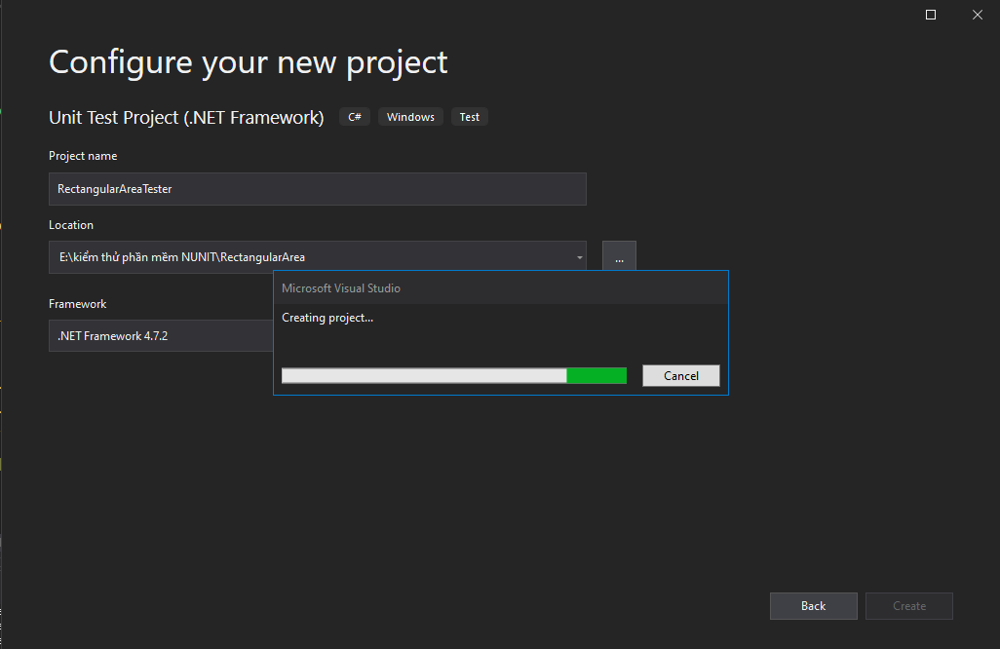 Configure your new project
Unit Test Project (.NET Framework) C# Windows Test
Project name
RectangularAreaTester
Location
E:\kiểm thử phần mềm NUNIT\RectangularArea
...
Framework
.NET Framework 4.7.2
Microsoft Visual Studio
Creating project...
Cancel
Back Create